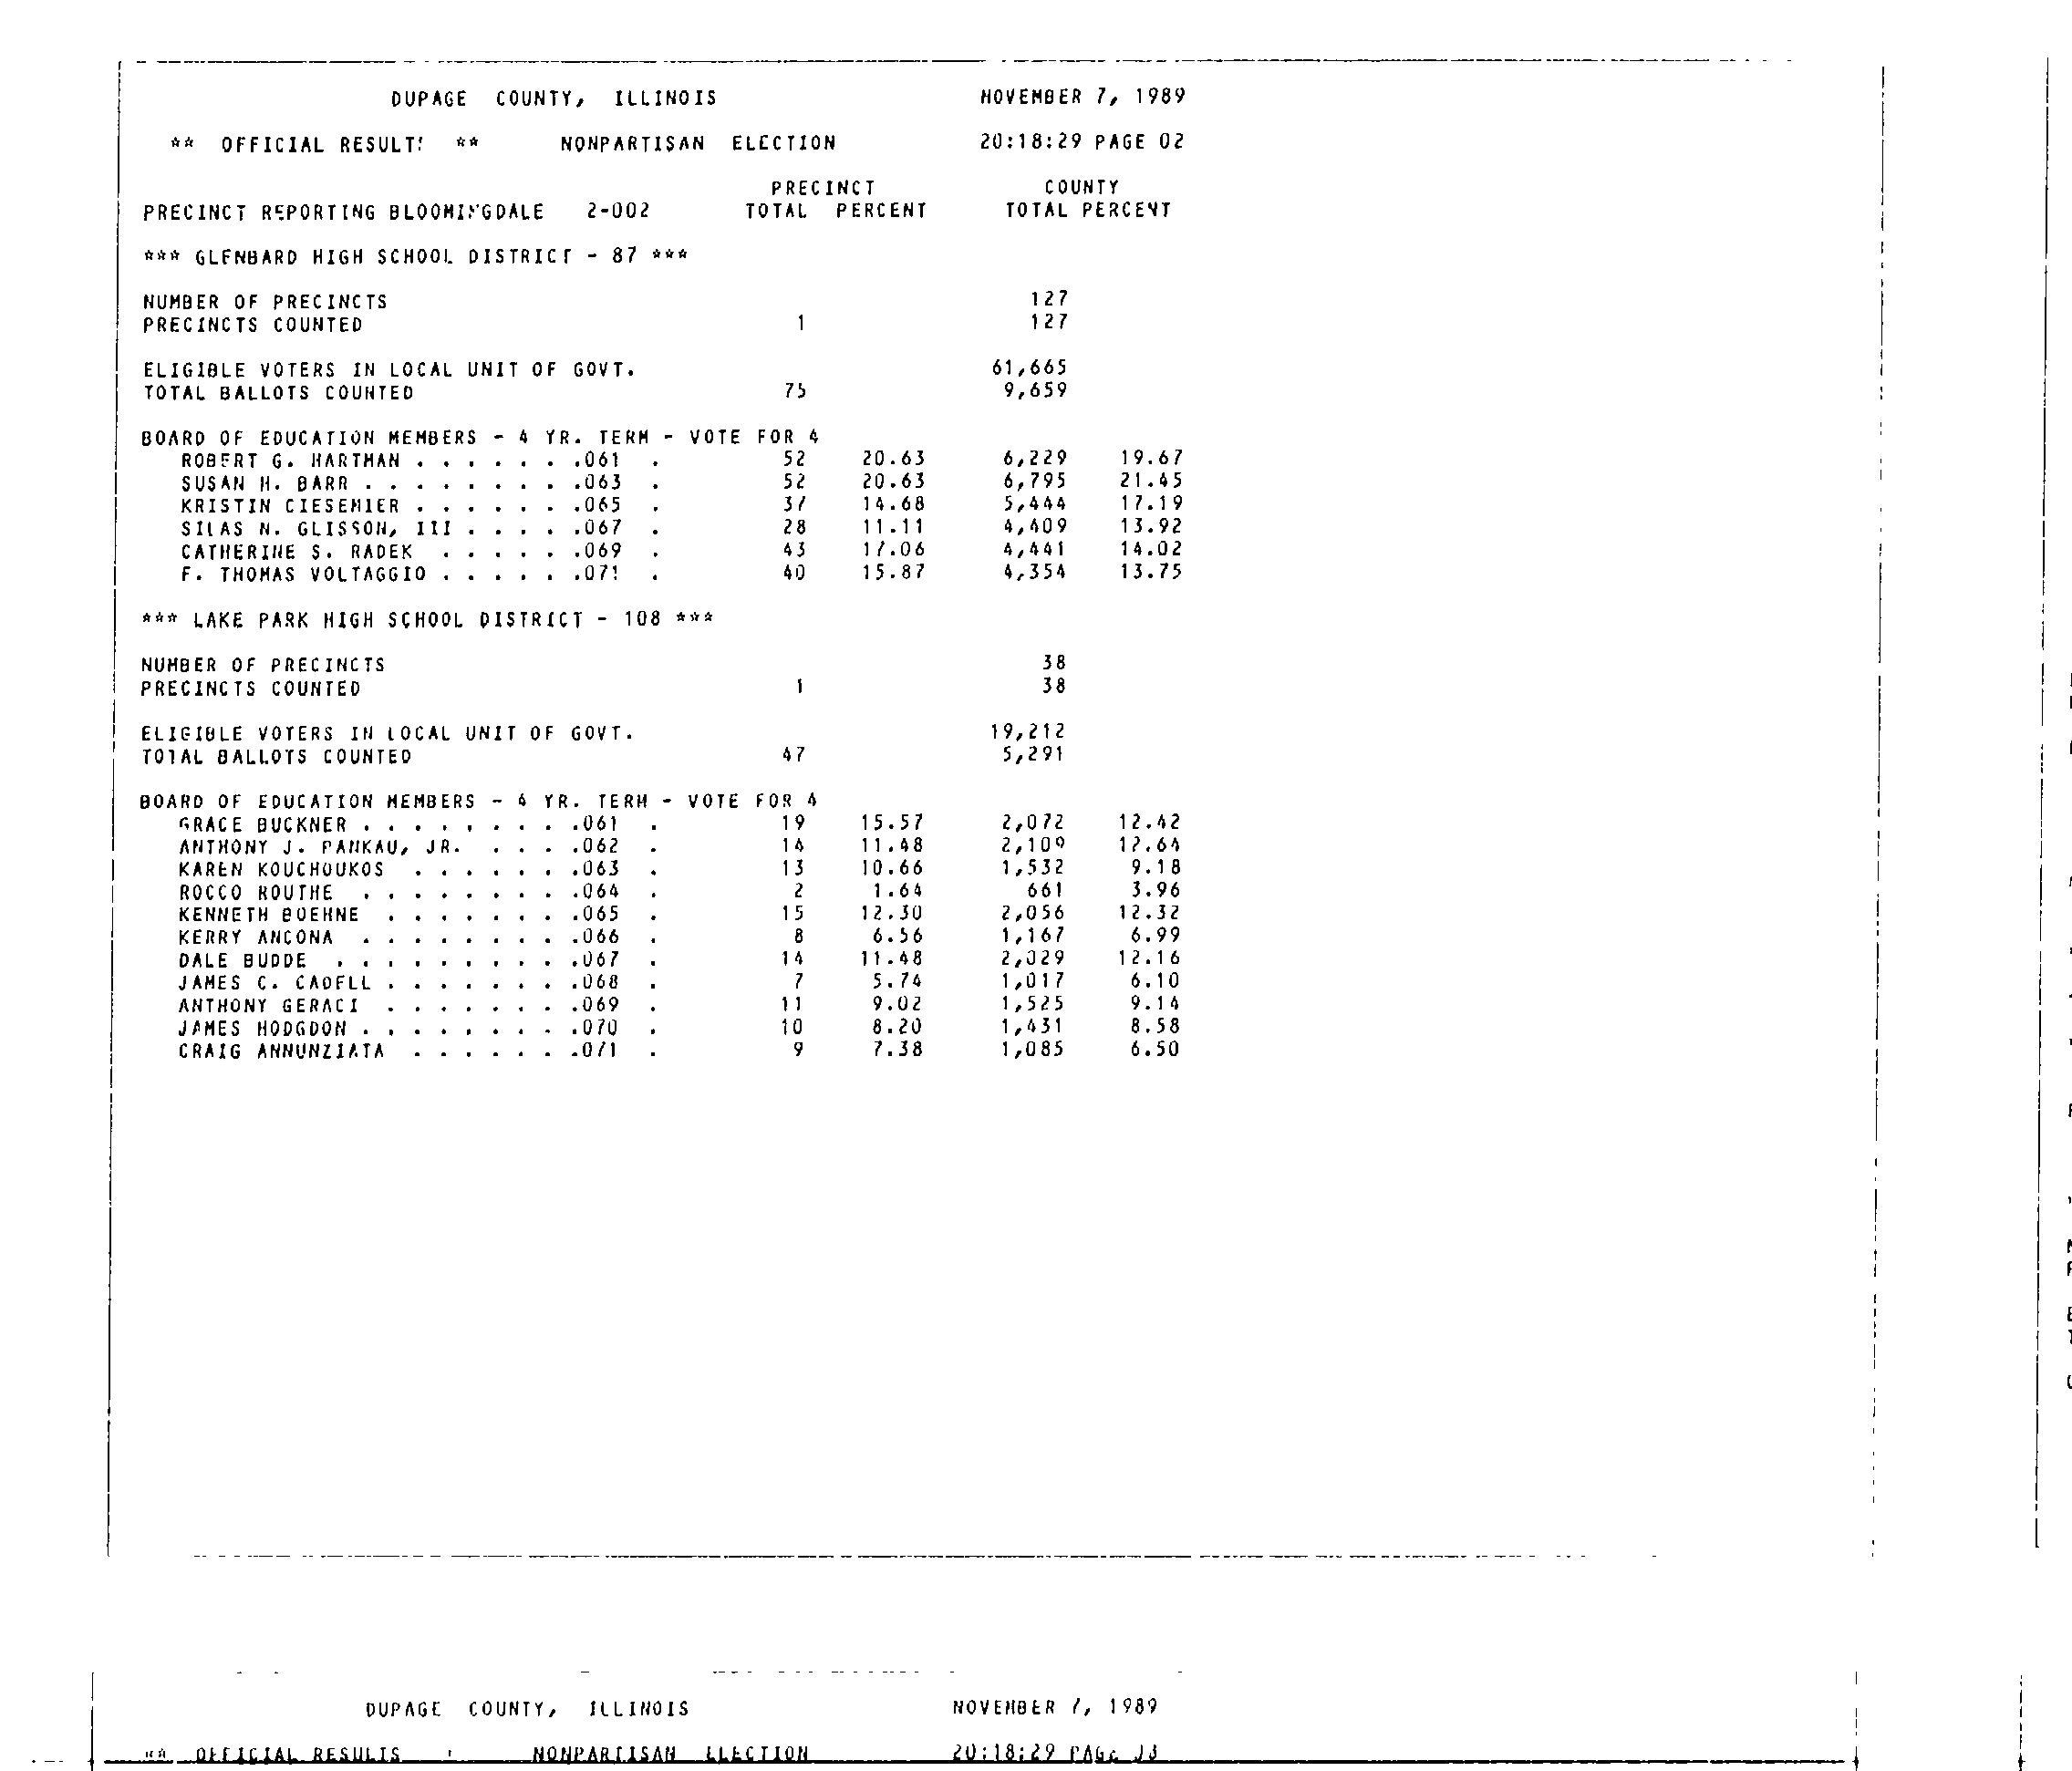 DUPAGE COUNTY, ILLINOIS NOVEMBER 7, 1989
** OFFICIAL RESULTS ** NONPARTISAN ELECTION 20:18:29 PAGE 02
PRECINCT COUNTY
PRECINCT REPORTING BLOOMINGDALE 2-002 TOTAL PERCENT TOTAL PERCENT
*** GLENBARD HIGH SCHOOL DISTRICT - 87 ***
NUMBER OF PRECINCTS 127
PRECINCTS COUNTED 1 127
ELIGIBLE VOTERS IN LOCAL UNIT OF GOVT. 61,665
TOTAL BALLOTS COUNTED 75 9,659
BOARD OF EDUCATION MEMBERS - 4 YR. TERM - VOTE FOR 4
ROBERT G. HARTMAN . . . . . . .061 . 52 20.63 6,229 19.67
SUSAN H. BARR . . . . . . . . .063 . 52 20.63 6,795 21.45
KRISTIN CIESEMIER . . . . . . .065 . 37 14.68 5,444 17.19
SILAS N. GLISSON, III . . . . .067 . 28 11.11 4,409 13.92
CATHERINE S. RADEK . . . . . .069 . 43 17.06 4,441 14.02
F. THOMAS VOLTAGGIO . . . . . .071 . 40 15.87 4,354 13.75
*** LAKE PARK HIGH SCHOOL DISTRICT - 108 ***
NUMBER OF PRECINCTS 38
PRECINCTS COUNTED 1 38
ELIGIBLE VOTERS IN LOCAL UNIT OF GOVT. 19,212
TOTAL BALLOTS COUNTED 47 5,291
BOARD OF EDUCATION MEMBERS - 4 YR. TERM - VOTE FOR 4
GRACE BUCKNER . . . . . . . . .061 . 19 15.57 2,072 12.42
ANTHONY J. PANKAU, JR. . . . .062 . 14 11.48 2,109 12.64
KAREN KOUCHOUKOS . . . . . . .063 . 13 10.66 1,532 9.18
ROCCO ROUTHE . . . . . . . . .064 . 2 1.64 661 3.96
KENNETH BOEHNE . . . . . . . .065 . 15 12.30 2,056 12.32
KERRY ANCONA . . . . . . . . .066 . 8 6.56 1,167 6.99
DALE BUDDE . . . . . . . . . .067 . 14 11.48 2,029 12.16
JAMES C. CADELL . . . . . . . .068 . 7 5.74 1,017 6.10
ANTHONY GERACI . . . . . . . .069 . 11 9.02 1,525 9.14
JAMES HODGDON . . . . . . . . .070 . 10 8.20 1,431 8.58
CRAIG ANNUNZIATA . . . . . . .071 . 9 7.38 1,085 6.50
DUPAGE COUNTY, ILLINOIS NOVEMBER 7, 1989
** OFFICIAL RESULTS NONPARTISAN ELECTION 20:18:29 PAGE 03